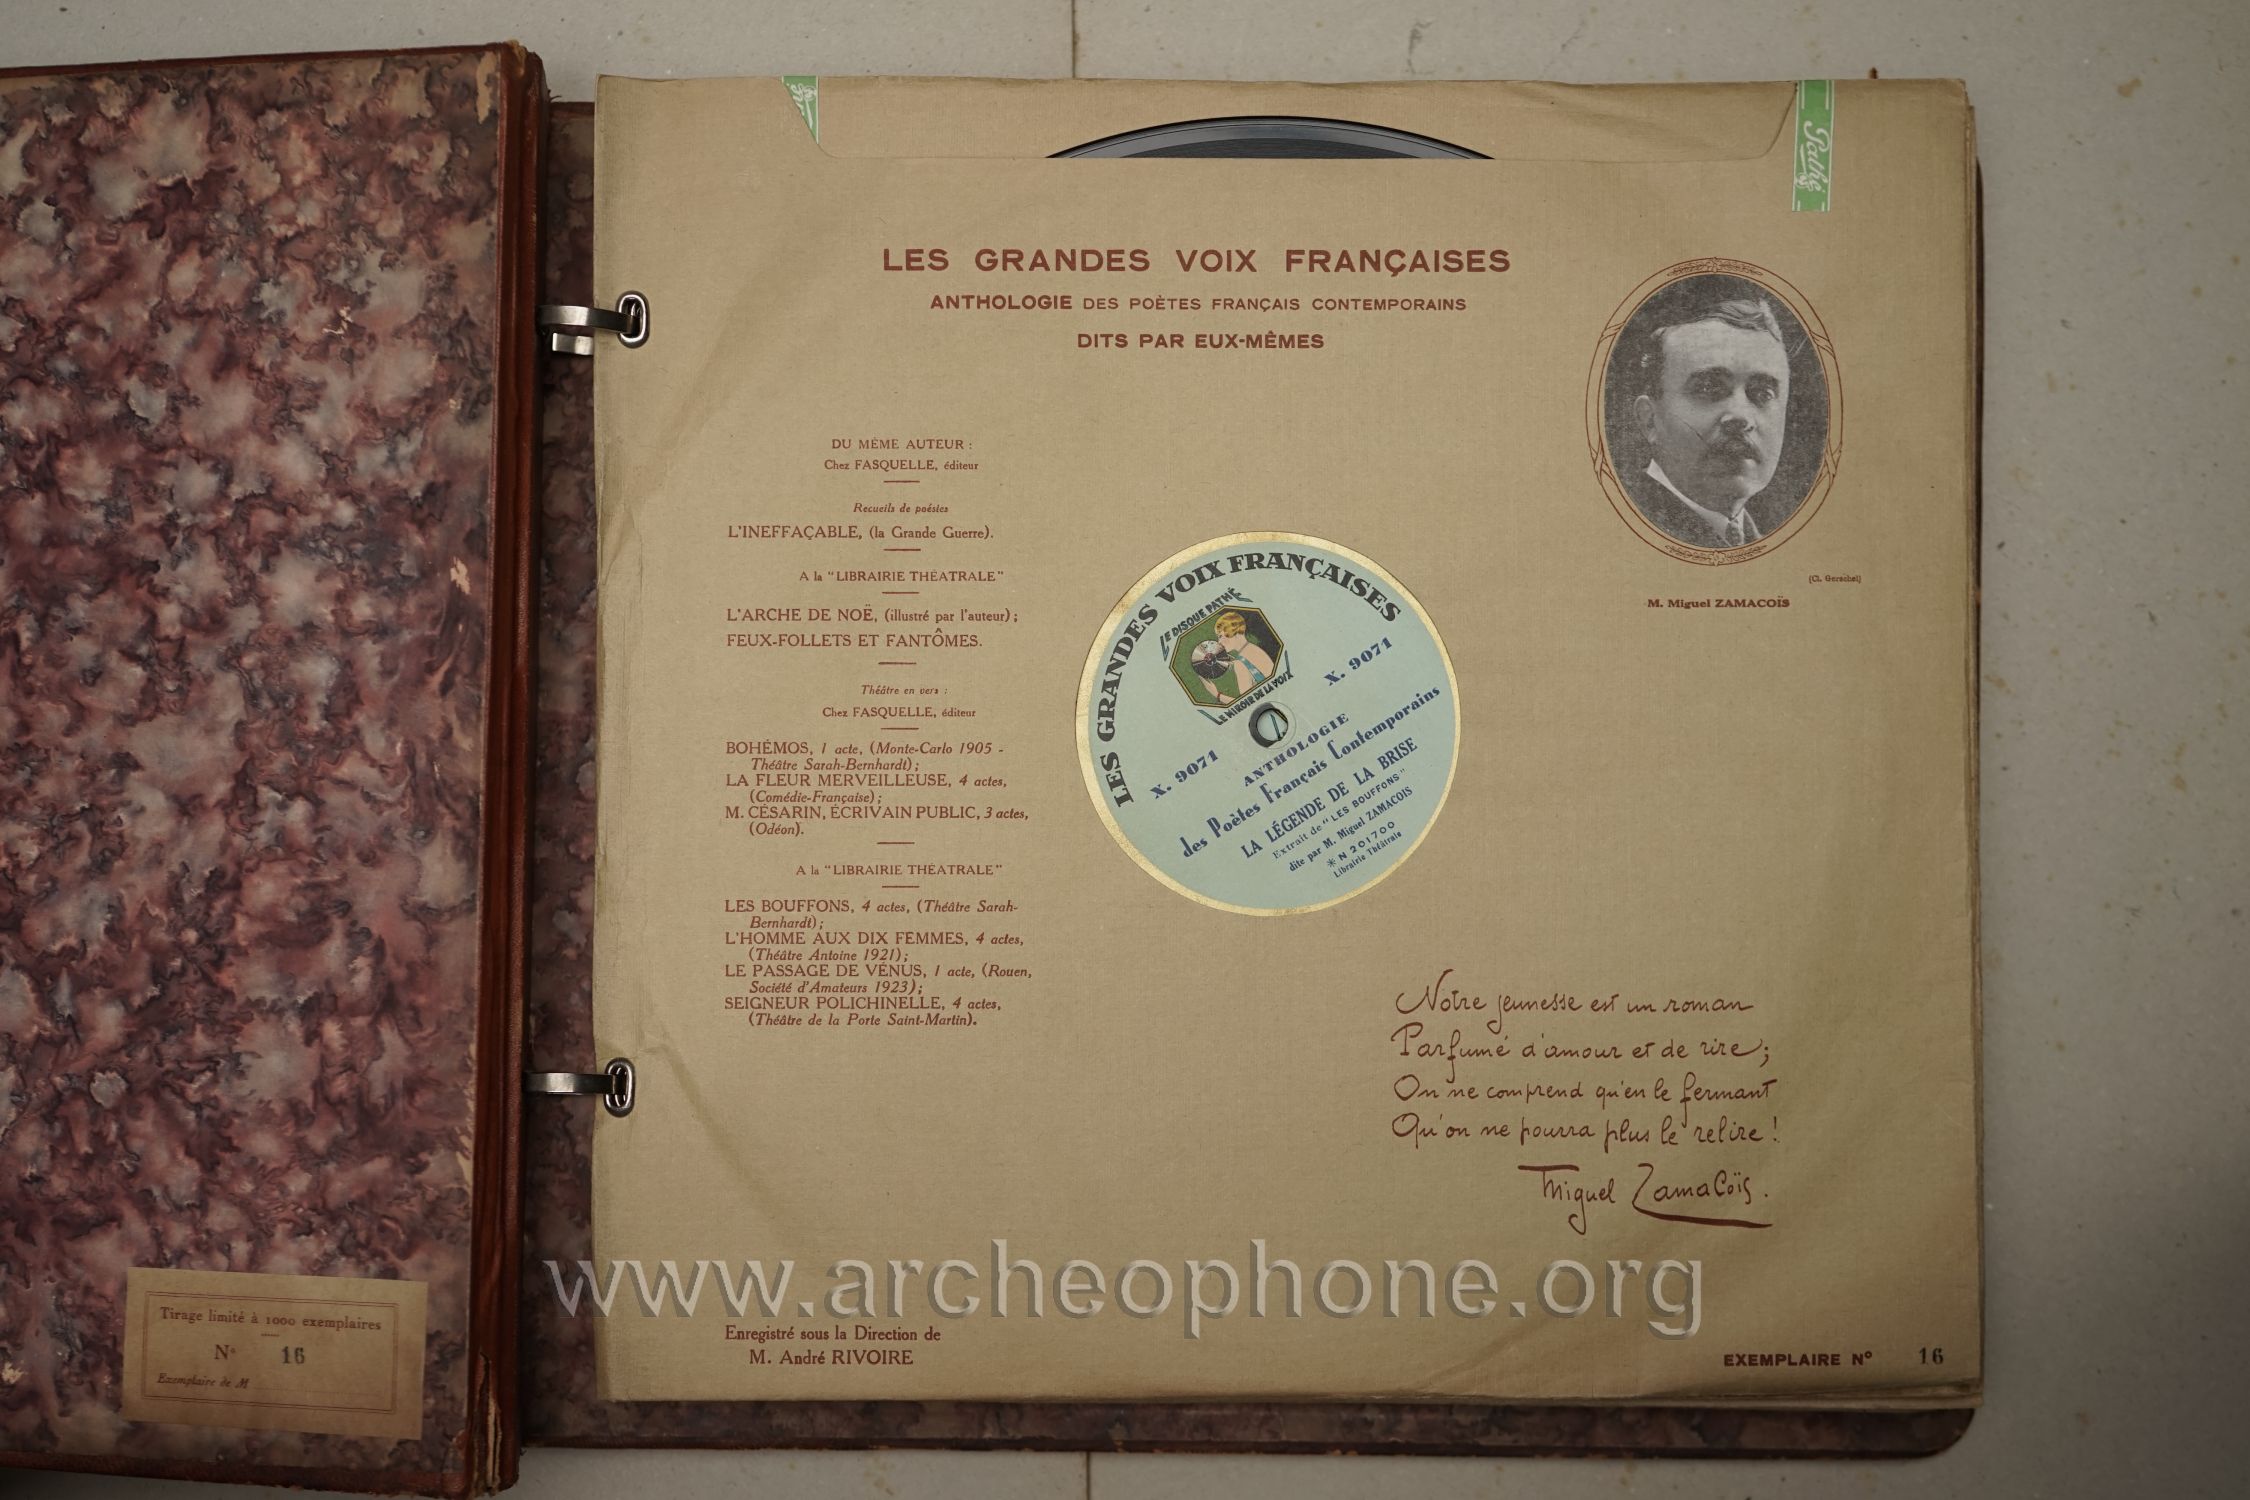 Pathé
LES GRANDES VOIX FRANÇAISES
ANTHOLOGIE DES POÈTES FRANÇAIS CONTEMPORAINS
DITS PAR EUX-MÊMES
(Cl. Gerschel)
M. Miguel ZAMACOÏS
DU MÊME AUTEUR :
Chez FASQUELLE, éditeur
Recueils de poésies
L'INEFFAÇABLE, (la Grande Guerre).
A la "LIBRAIRIE THÉATRALE"
L'ARCHE DE NOË, (illustré par l'auteur) ;
FEUX-FOLLETS ET FANTÔMES.
Théâtre en vers :
Chez FASQUELLE, éditeur
BOHÉMOS, 1 acte, (Monte-Carlo 1905 -
Théâtre Sarah-Bernhardt) ;
LA FLEUR MERVEILLEUSE, 4 actes,
(Comédie-Française) ;
M. CÉSARIN, ÉCRIVAIN PUBLIC, 3 actes,
(Odéon).
A la "LIBRAIRIE THÉATRALE"
LES BOUFFONS, 4 actes, (Théâtre Sarah-
Bernhardt) ;
L'HOMME AUX DIX FEMMES, 4 actes,
(Théâtre Antoine 1921) ;
LE PASSAGE DE VÉNUS, 1 acte, (Rouen,
Société d'Amateurs 1923) ;
SEIGNEUR POLICHINELLE, 4 actes,
(Théâtre de la Porte Saint-Martin).
LES GRANDES VOIX FRANÇAISES
LE DISQUE PATHÉ
LE MIROIR DE LA VOIX
X. 9071
X. 9071
ANTHOLOGIE
des Poètes Français Contemporains
LA LÉGENDE DE LA BRISE
Extrait de "LES BOUFFONS"
dite par M. Miguel ZAMACOIS
* N 201700
Librairie Théâtrale
Notre jeunesse est un roman
Parfumé d'amour et de rire ;
On ne comprend qu'en le fermant
Qu'on ne pourra plus le relire !
Miguel Zamacoïs.
www.archeophone.org
Enregistré sous la Direction de
M. André RIVOIRE
EXEMPLAIRE Nº 16
Tirage limité à 1000 exemplaires
Nº 16
Exemplaire de M